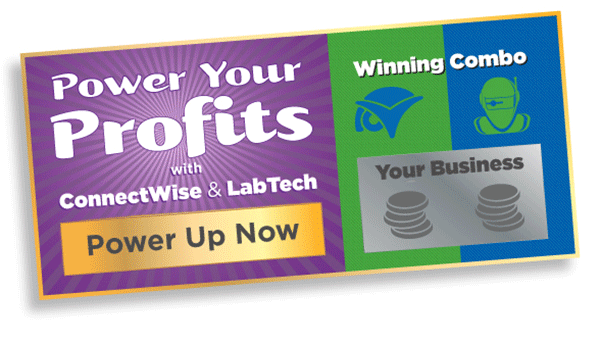 Power Your
Profits
with
ConnectWise & LabTech
Power Up Now
Winning Combo
Your Business